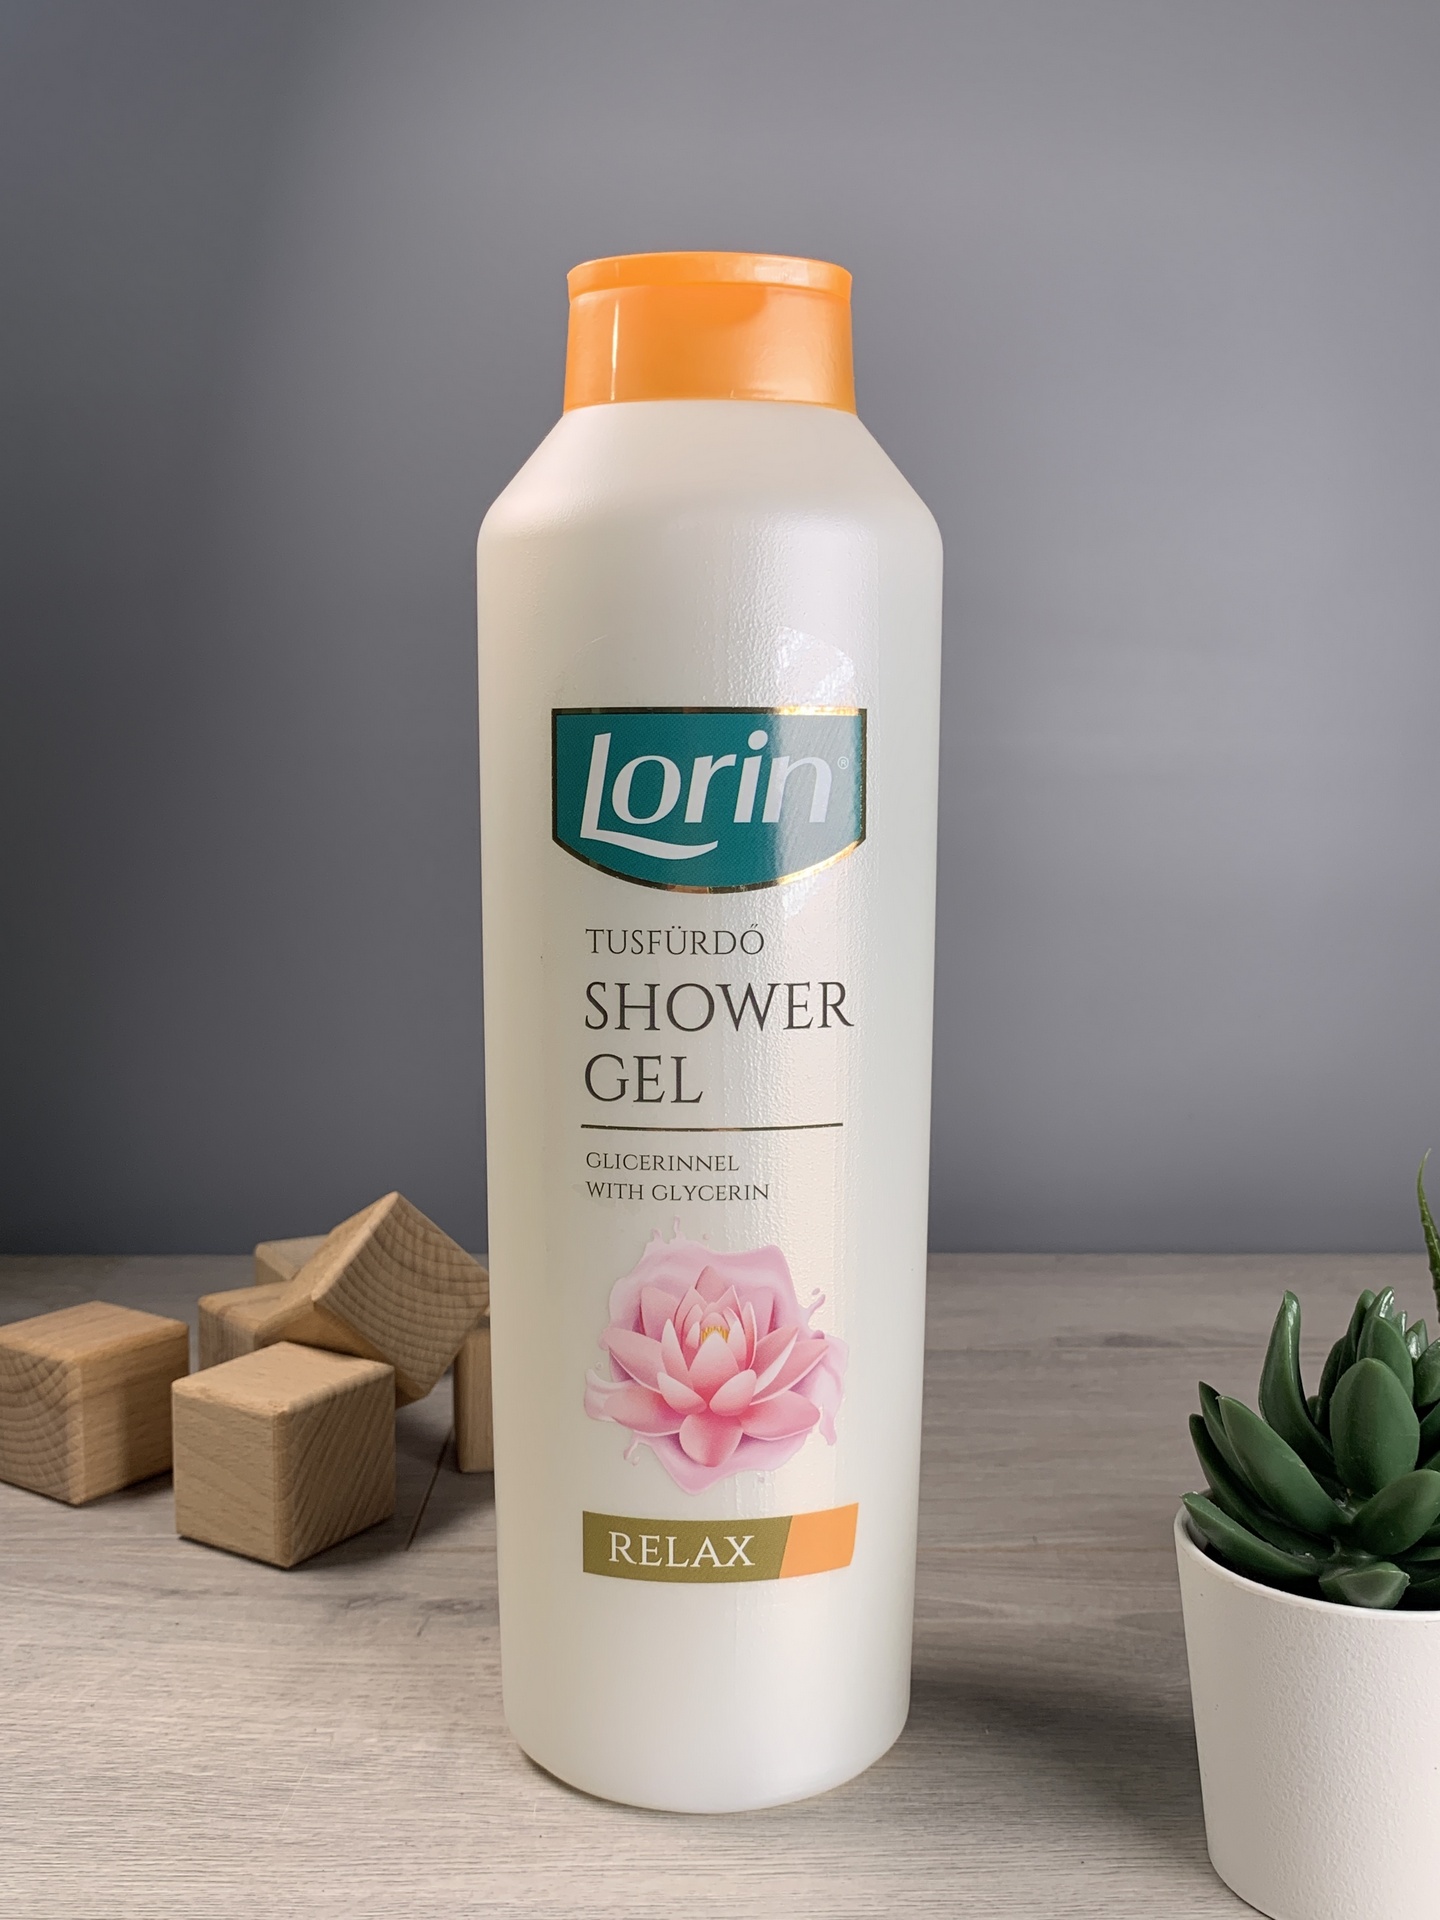 Lorin®
TUSFÜRDŐ
SHOWER
GEL
GLICERINNEL
WITH GLYCERIN
RELAX